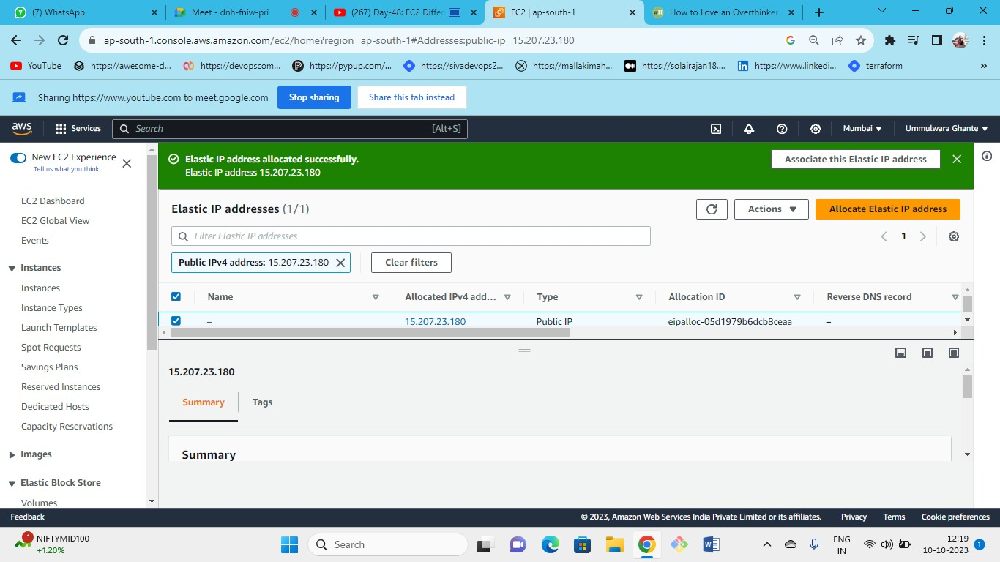 (7) WhatsApp
Meet - dnh-fniw-pri
(267) Day-48: EC2 Differ
EC2 | ap-south-1
How to Love an Overthinker
ap-south-1.console.aws.amazon.com/ec2/home?region=ap-south-1#Addresses:public-ip=15.207.23.180
YouTube
https://awesome-d...
https://devopscom...
https://pypup.com/...
https://sivadevops2...
https://mallakimah...
https://solairajan18....
https://www.linkedi...
terraform
»
Sharing https://www.youtube.com to meet.google.com
Stop sharing
Share this tab instead
aws
Services
Search
[Alt+S]
Mumbai
Ummulwara Ghante
New EC2 Experience
Tell us what you think
EC2 Dashboard
EC2 Global View
Events
Instances
Instances
Instance Types
Launch Templates
Spot Requests
Savings Plans
Reserved Instances
Dedicated Hosts
Capacity Reservations
Images
Elastic Block Store
Volumes
Elastic IP address allocated successfully.
Elastic IP address 15.207.23.180
Associate this Elastic IP address
Elastic IP addresses (1/1)
Actions
Allocate Elastic IP address
Filter Elastic IP addresses
1
Public IPv4 address: 15.207.23.180
Clear filters
Name
Allocated IPv4 add...
Type
Allocation ID
Reverse DNS record
–
15.207.23.180
Public IP
eipalloc-05d1979b6dcb8ceaa
–
15.207.23.180
Summary
Tags
Summary
Feedback
© 2023, Amazon Web Services India Private Limited or its affiliates.
Privacy
Terms
Cookie preferences
1
NIFTYMID100
+1.20%
Search
ENG
IN
12:19
10-10-2023
1